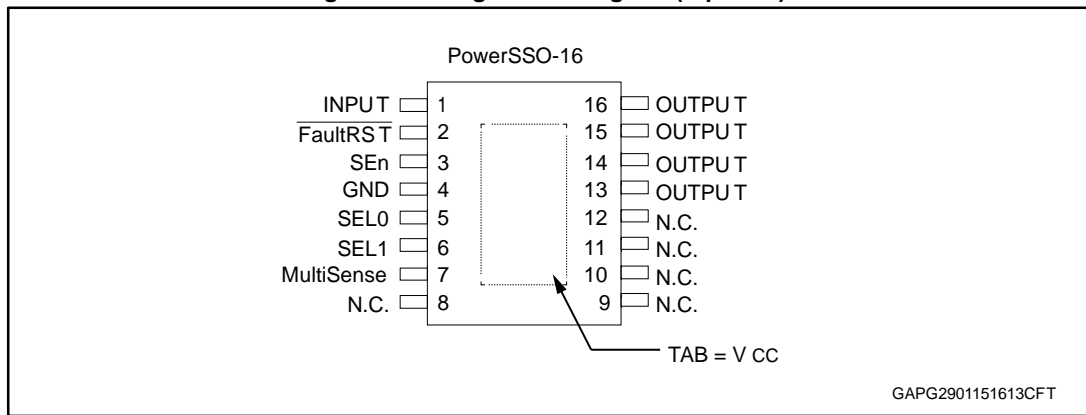 PowerSSO-16
INPUT 1 16 OUTPUT
FaultRST 2 15 OUTPUT
SEn 3 14 OUTPUT
GND 4 13 OUTPUT
SEL0 5 12 N.C.
SEL1 6 11 N.C.
MultiSense 7 10 N.C.
N.C. 8 9 N.C.
TAB = V CC
GAPG2901151613CFT